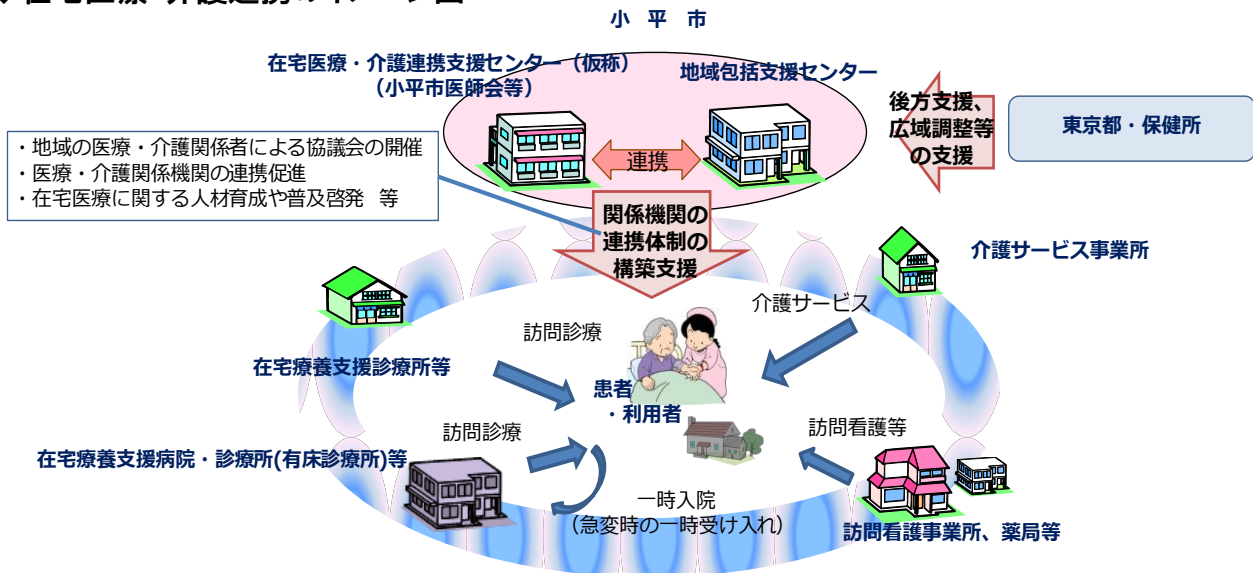 小 平 市
在宅医療・介護連携支援センター（仮称）
（小平市医師会等）
地域包括支援センター
連携
後方支援、
広域調整等
の支援
東京都・保健所
・地域の医療・介護関係者による協議会の開催
・医療・介護関係機関の連携促進
・在宅医療に関する人材育成や普及啓発 等
関係機関の
連携体制の
構築支援
介護サービス事業所
介護サービス
訪問診療
在宅療養支援診療所等
患者
・利用者
訪問診療
訪問看護等
在宅療養支援病院・診療所(有床診療所)等
一時入院
（急変時の一時受け入れ）
訪問看護事業所、薬局等